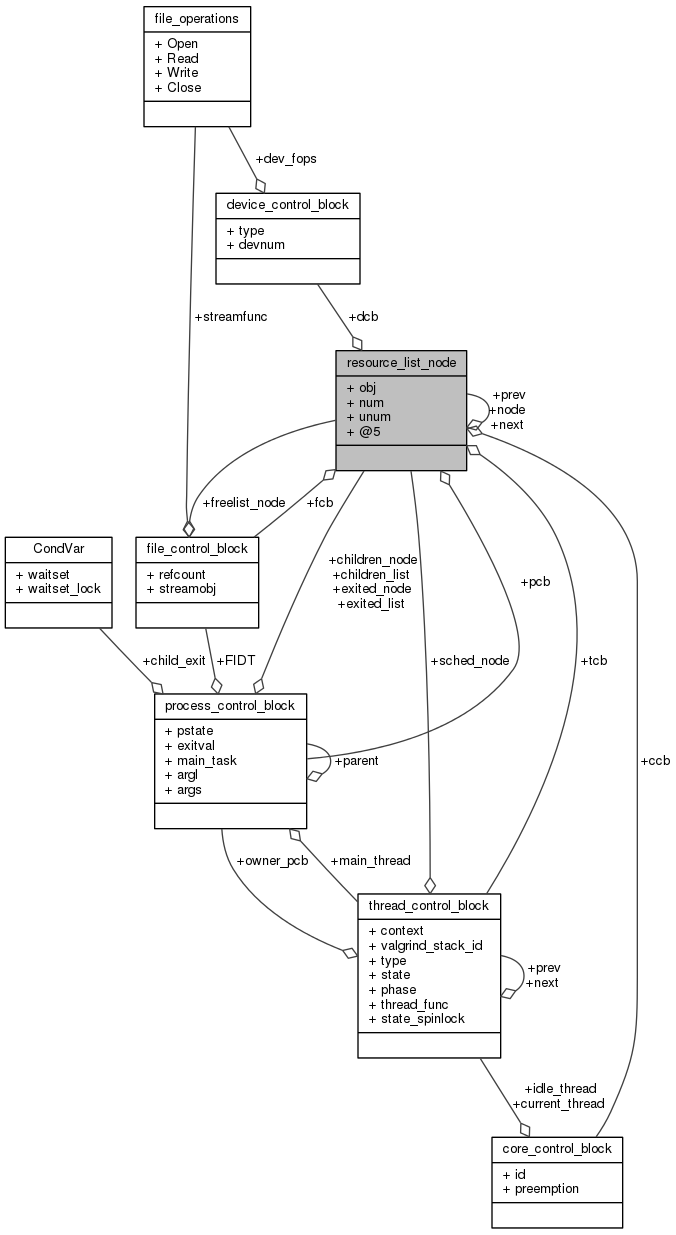 file_operations
+ Open
+ Read
+ Write
+ Close
+dev_fops
device_control_block
+ type
+ devnum
+streamfunc
+dcb
resource_list_node
+ obj
+ num
+ unum
+ @5
+prev
+node
+next
+freelist_node
+fcb
CondVar
+ waitset
+ waitset_lock
file_control_block
+ refcount
+ streamobj
+children_node
+children_list
+exited_node
+exited_list
+pcb
+child_exit
+FIDT
+sched_node
+tcb
process_control_block
+ pstate
+ exitval
+ main_task
+ argl
+ args
+parent
+ccb
+owner_pcb
+main_thread
thread_control_block
+ context
+ valgrind_stack_id
+ type
+ state
+ phase
+ thread_func
+ state_spinlock
+prev
+next
+idle_thread
+current_thread
core_control_block
+ id
+ preemption